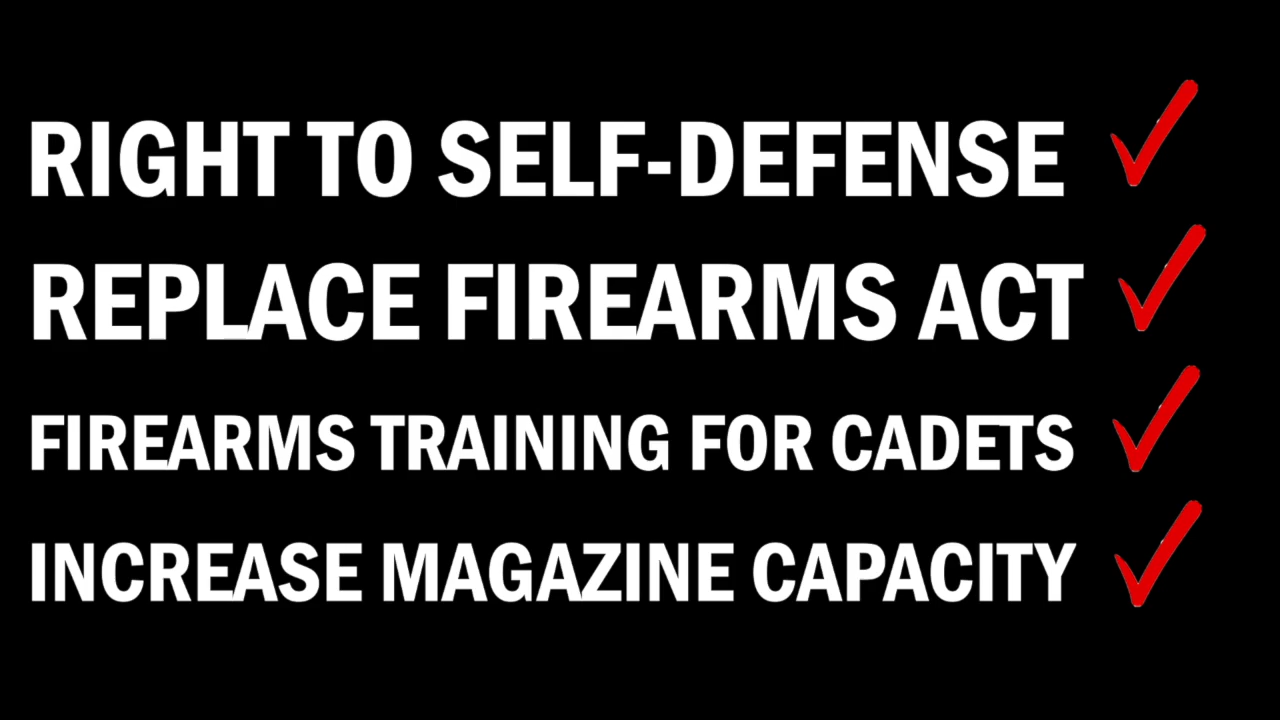 RIGHT TO SELF-DEFENSE
REPLACE FIREARMS ACT
FIREARMS TRAINING FOR CADETS
INCREASE MAGAZINE CAPACITY